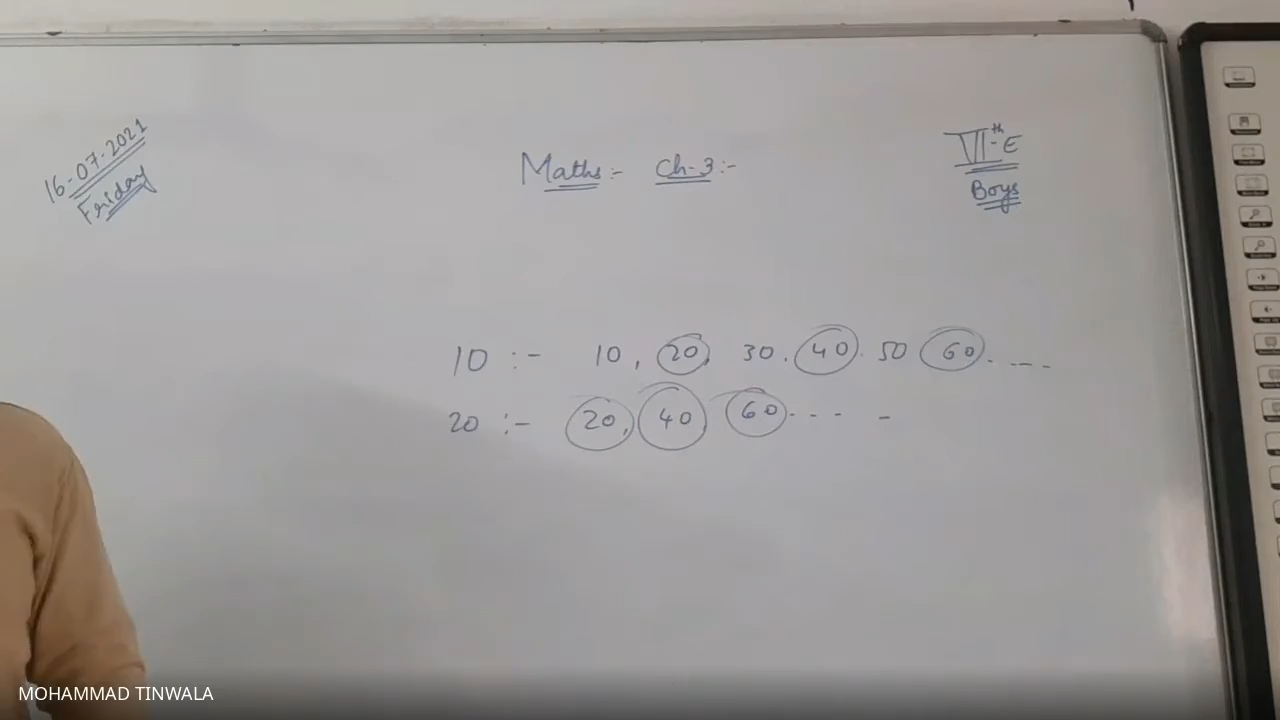 16-07-2021
Friday
Maths:- Ch-3:-
VIIth-E
Boys
10 :- 10, 20, 30, 40, 50 60. ---
20 :- 20, 40 60--- -
MOHAMMAD TINWALA